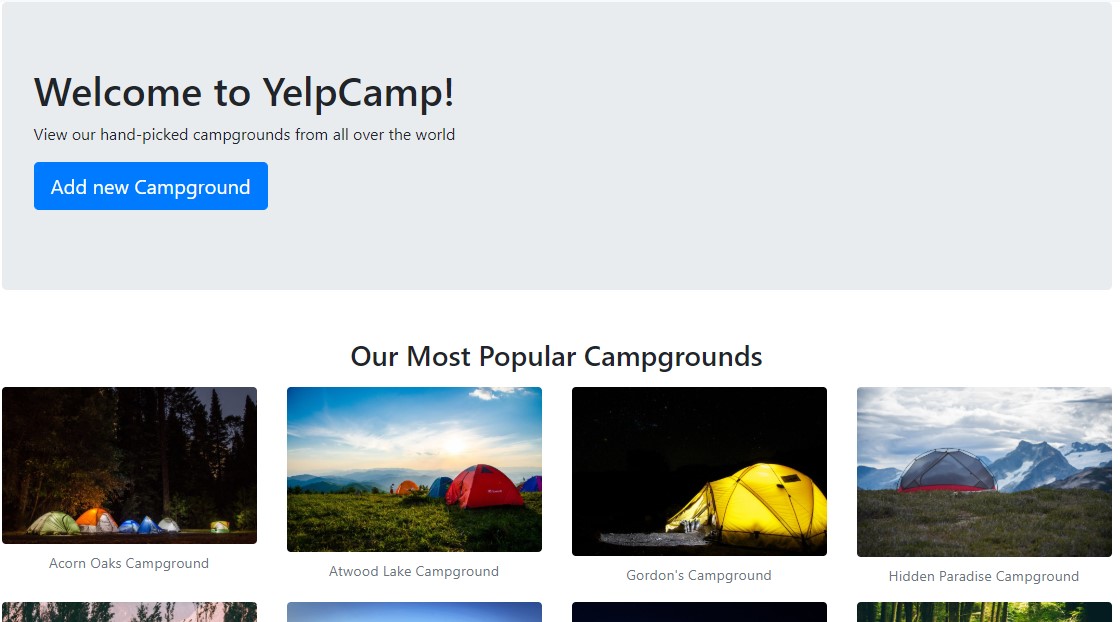 Welcome to YelpCamp!
View our hand-picked campgrounds from all over the world
Add new Campground
Our Most Popular Campgrounds
Acorn Oaks Campground
Atwood Lake Campground
Gordon's Campground
Hidden Paradise Campground